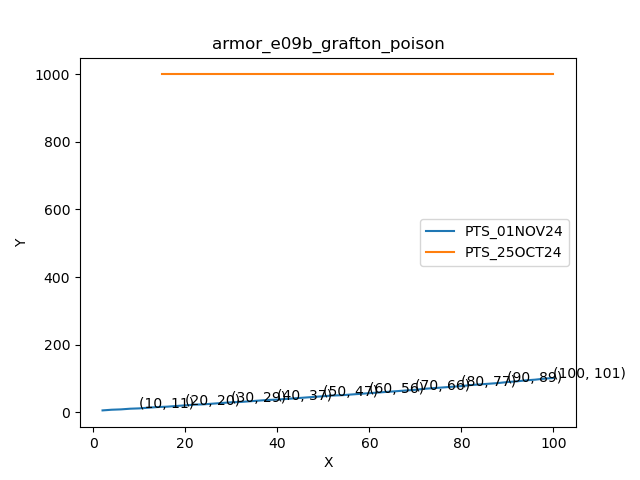 armor_e09b_grafton_poison
1000
800
600
400
200
0
Y
PTS_01NOV24
PTS_25OCT24
(10, 11)
(20, 20)
(30, 29)
(40, 37)
(50, 47)
(60, 56)
(70, 66)
(80, 77)
(90, 89)
(100, 101)
0 20 40 60 80 100
X